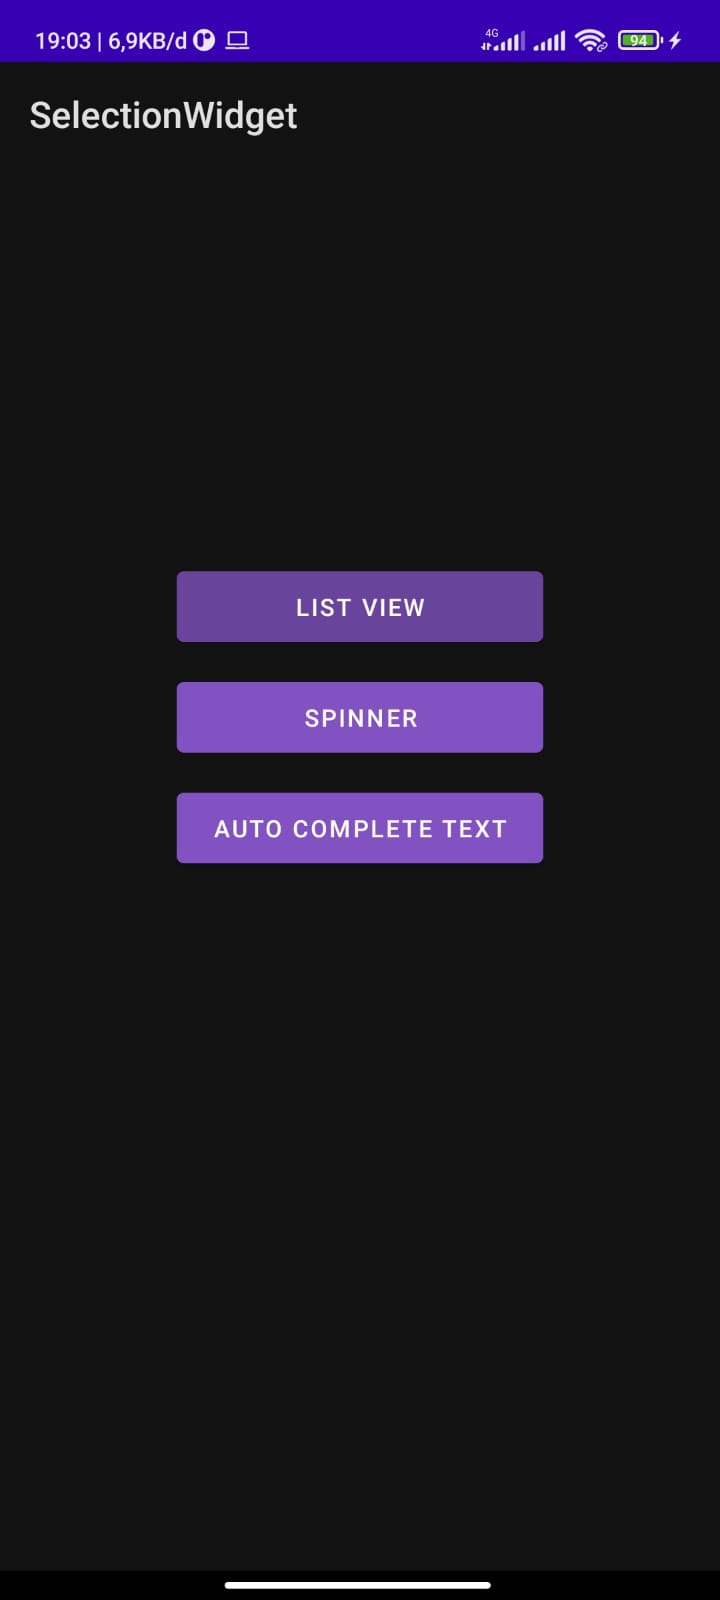 19:03 | 6,9KB/d
4G
94
SelectionWidget
LIST VIEW
SPINNER
AUTO COMPLETE TEXT